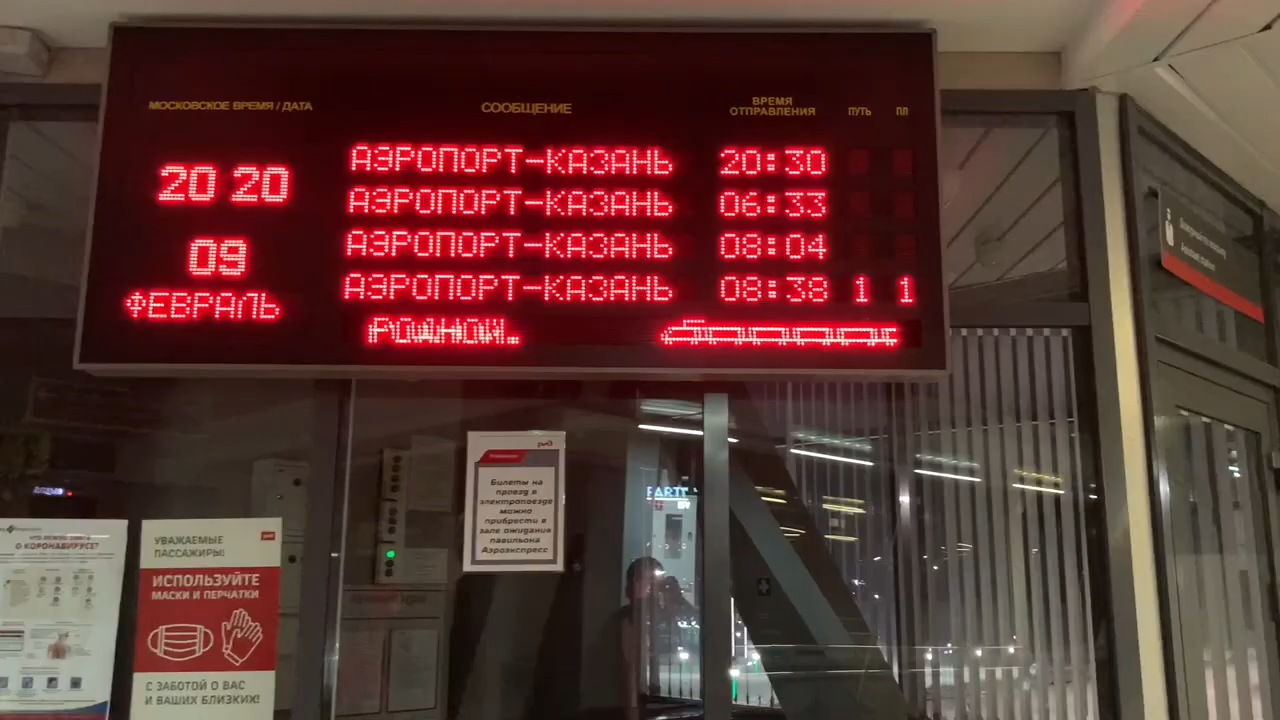 МОСКОВСКОЕ ВРЕМЯ / ДАТА
СООБЩЕНИЕ
ВРЕМЯ
ОТПРАВЛЕНИЯ
ПУТЬ
ПЛ
20 20
09
ФЕВРАЛЬ
АЭРОПОРТ-КАЗАНЬ 20:30
АЭРОПОРТ-КАЗАНЬ 06:33
АЭРОПОРТ-КАЗАНЬ 08:04
АЭРОПОРТ-КАЗАНЬ 08:38 1 1
Билеты на
проезд в
электропоезде
можно
прибрести в
зале ожидания
павильона
Аэроэкспресс
О КОРОНАВИРУСЕ?
УВАЖАЕМЫЕ
ПАССАЖИРЫ!
ИСПОЛЬЗУЙТЕ
МАСКИ И ПЕРЧАТКИ
С ЗАБОТОЙ О ВАС
И ВАШИХ БЛИЗКИХ!